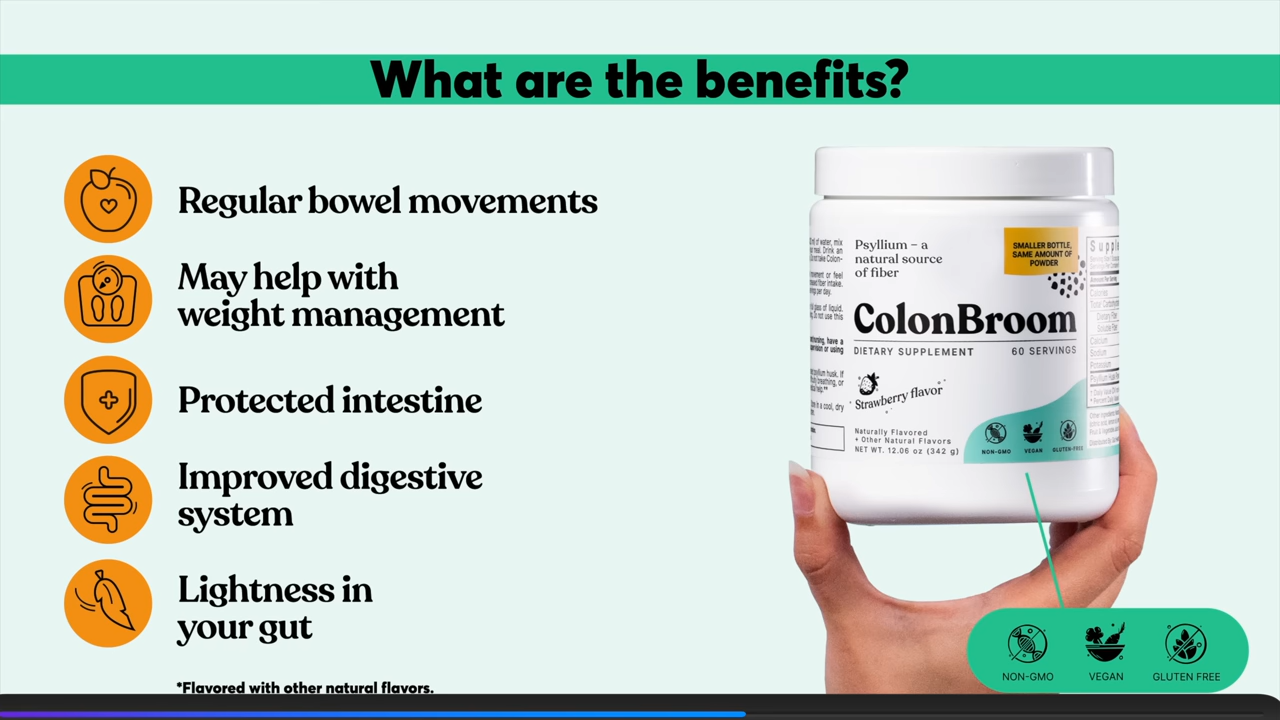 What are the benefits?
Regular bowel movements
May help with
weight management
Protected intestine
Improved digestive
system
Lightness in
your gut
*Flavored with other natural flavors.
Psyllium – a
natural source
of fiber
SMALLER BOTTLE,
SAME AMOUNT OF
POWDER
ColonBroom
DIETARY SUPPLEMENT 60 SERVINGS
Strawberry flavor
Naturally Flavored
+ Other Natural Flavors
NET WT. 12.06 oz (342 g)
NON-GMO VEGAN GLUTEN-FREE
NON-GMO VEGAN GLUTEN FREE